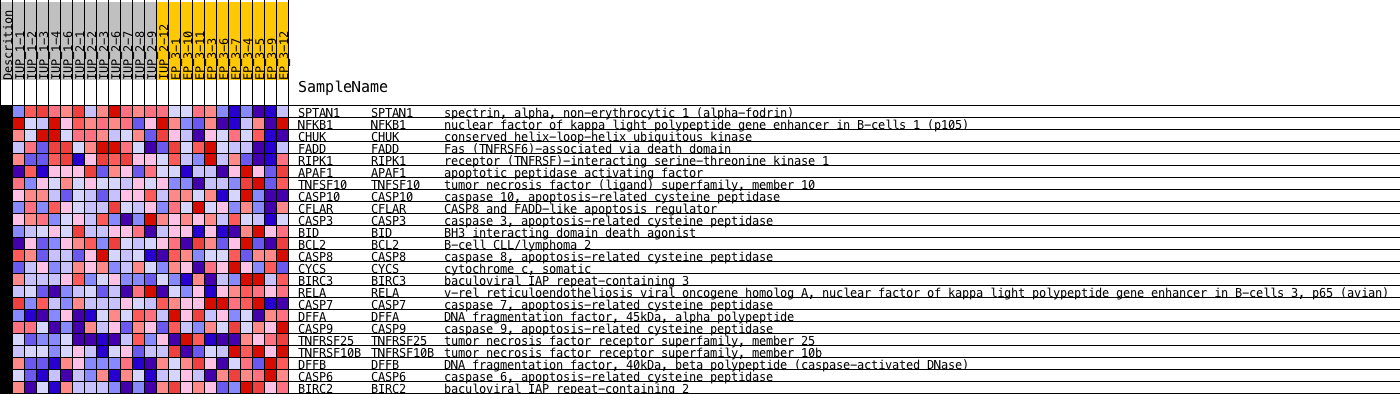 Descrition
IUP_1-1
IUP_1-2
IUP_1-3
IUP_1-4
IUP_1-6
IUP_2-1
IUP_2-2
IUP_2-3
IUP_2-6
IUP_2-7
IUP_2-8
IUP_2-9
IUP_2-12
EP_3-1
EP_3-10
EP_3-11
EP_3-3
EP_3-6
EP_3-7
EP_3-4
EP_3-5
EP_3-9
EP_3-12
SampleName
SPTAN1 SPTAN1 spectrin, alpha, non-erythrocytic 1 (alpha-fodrin)
NFKB1 NFKB1 nuclear factor of kappa light polypeptide gene enhancer in B-cells 1 (p105)
CHUK CHUK conserved helix-loop-helix ubiquitous kinase
FADD FADD Fas (TNFRSF6)-associated via death domain
RIPK1 RIPK1 receptor (TNFRSF)-interacting serine-threonine kinase 1
APAF1 APAF1 apoptotic peptidase activating factor
TNFSF10 TNFSF10 tumor necrosis factor (ligand) superfamily, member 10
CASP10 CASP10 caspase 10, apoptosis-related cysteine peptidase
CFLAR CFLAR CASP8 and FADD-like apoptosis regulator
CASP3 CASP3 caspase 3, apoptosis-related cysteine peptidase
BID BID BH3 interacting domain death agonist
BCL2 BCL2 B-cell CLL/lymphoma 2
CASP8 CASP8 caspase 8, apoptosis-related cysteine peptidase
CYCS CYCS cytochrome c, somatic
BIRC3 BIRC3 baculoviral IAP repeat-containing 3
RELA RELA v-rel reticuloendotheliosis viral oncogene homolog A, nuclear factor of kappa light polypeptide gene enhancer in B-cells 3, p65 (avian)
CASP7 CASP7 caspase 7, apoptosis-related cysteine peptidase
DFFA DFFA DNA fragmentation factor, 45kDa, alpha polypeptide
CASP9 CASP9 caspase 9, apoptosis-related cysteine peptidase
TNFRSF25 TNFRSF25 tumor necrosis factor receptor superfamily, member 25
TNFRSF10B TNFRSF10B tumor necrosis factor receptor superfamily, member 10b
DFFB DFFB DNA fragmentation factor, 40kDa, beta polypeptide (caspase-activated DNase)
CASP6 CASP6 caspase 6, apoptosis-related cysteine peptidase
BIRC2 BIRC2 baculoviral IAP repeat-containing 2